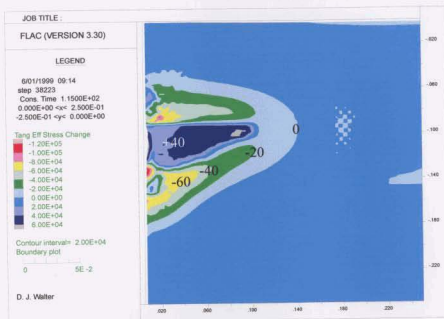 JOB TITLE :
FLAC (VERSION 3.30)
LEGEND
6/01/1999 09:14
step 38223
Cons. Time 1.1500E+02
0.000E+00 <x< 2.500E-01
-2.500E-01 <y< 0.000E+00
Tang Eff Stress Change
-1.20E+05
-1.00E+05
-8.00E+04
-6.00E+04
-4.00E+04
-2.00E+04
0.00E+00
2.00E+04
4.00E+04
6.00E+04
Contour interval= 2.00E+04
Boundary plot
0 5E -2
D. J. Walter
+40
0
-20
-40
-60
-.020
-.060
-.100
-.140
-.180
-.220
.020
.060
.100
.140
.180
.220